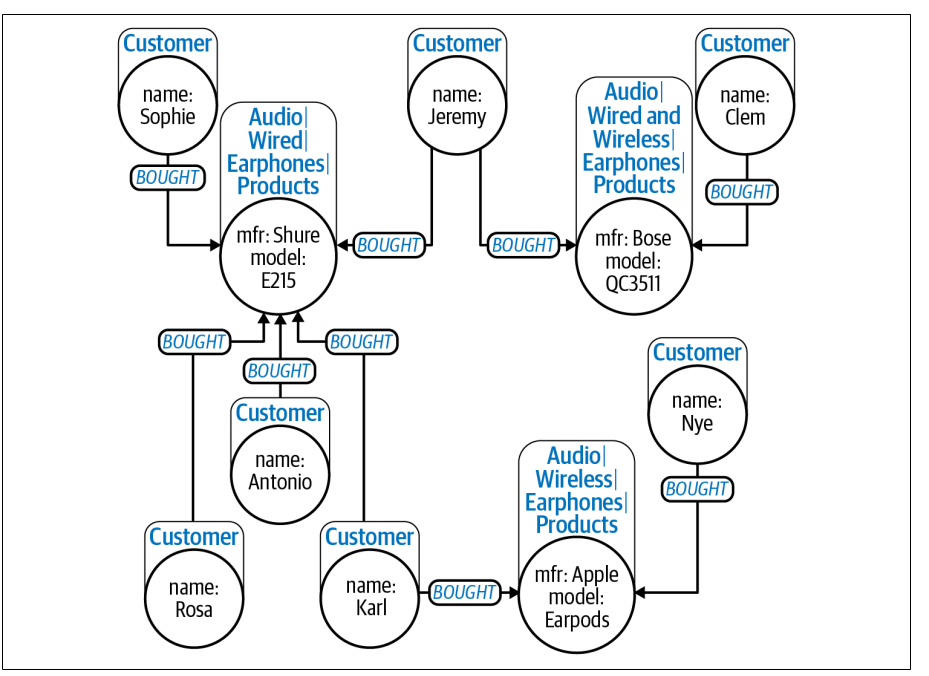 Customer
name:
Sophie
BOUGHT
Audio|
Wired|
Earphones|
Products
mfr: Shure
model:
E215
Customer
name:
Jeremy
BOUGHT
BOUGHT
Audio|
Wired and
Wireless|
Earphones|
Products
mfr: Bose
model:
QC3511
Customer
name:
Clem
BOUGHT
BOUGHT
BOUGHT
BOUGHT
Customer
name:
Antonio
Customer
name:
Rosa
Customer
name:
Karl
BOUGHT
Audio|
Wireless|
Earphones|
Products
mfr: Apple
model:
Earpods
Customer
name:
Nye
BOUGHT